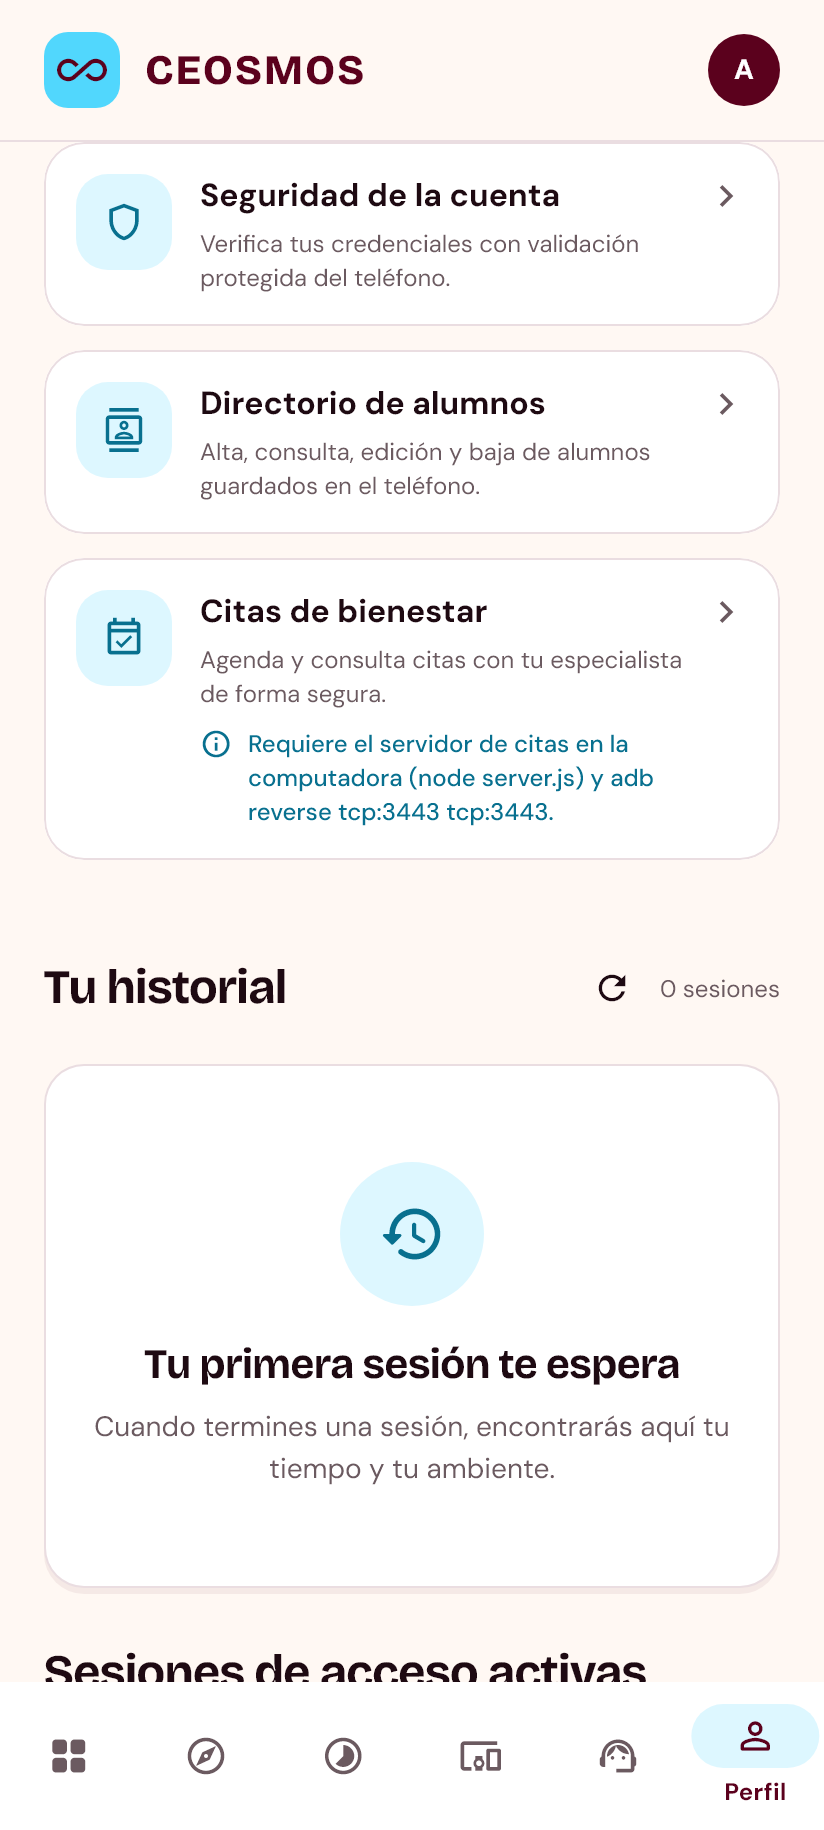 CEOSMOS
A
Seguridad de la cuenta
Verifica tus credenciales con validación
protegida del teléfono.
Directorio de alumnos
Alta, consulta, edición y baja de alumnos
guardados en el teléfono.
Citas de bienestar
Agenda y consulta citas con tu especialista
de forma segura.
Requiere el servidor de citas en la
computadora (node server.js) y adb
reverse tcp:3443 tcp:3443.
Tu historial
0 sesiones
Tu primera sesión te espera
Cuando termines una sesión, encontrarás aquí tu
tiempo y tu ambiente.
Sesiones de acceso activas
Perfil